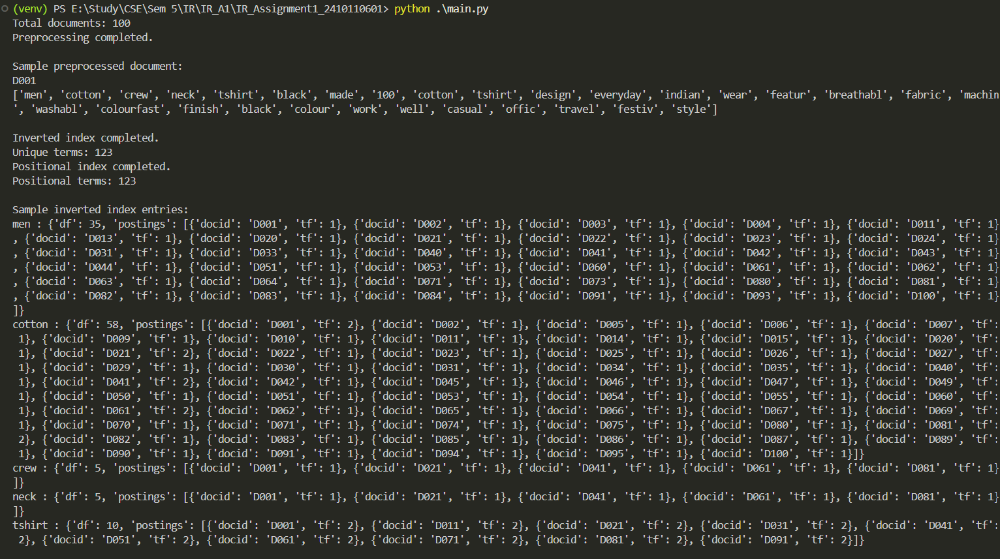 (venv) PS E:\Study\CSE\Sem 5\IR\IR_A1\IR_Assignment1_2410110601> python .\main.py
Total documents: 100
Preprocessing completed.
Sample preprocessed document:
D001
['men', 'cotton', 'crew', 'neck', 'tshirt', 'black', 'made', '100', 'cotton', 'tshirt', 'design', 'everyday', 'indian', 'wear', 'featur', 'breathabl', 'fabric', 'machin
', 'washabl', 'colourfast', 'finish', 'black', 'colour', 'work', 'well', 'casual', 'offic', 'travel', 'festiv', 'style']
Inverted index completed.
Unique terms: 123
Positional index completed.
Positional terms: 123
Sample inverted index entries:
men : {'df': 35, 'postings': [{'docid': 'D001', 'tf': 1}, {'docid': 'D002', 'tf': 1}, {'docid': 'D003', 'tf': 1}, {'docid': 'D004', 'tf': 1}, {'docid': 'D011', 'tf': 1}
, {'docid': 'D013', 'tf': 1}, {'docid': 'D020', 'tf': 1}, {'docid': 'D021', 'tf': 1}, {'docid': 'D022', 'tf': 1}, {'docid': 'D023', 'tf': 1}, {'docid': 'D024', 'tf': 1}
, {'docid': 'D031', 'tf': 1}, {'docid': 'D033', 'tf': 1}, {'docid': 'D040', 'tf': 1}, {'docid': 'D041', 'tf': 1}, {'docid': 'D042', 'tf': 1}, {'docid': 'D043', 'tf': 1}
, {'docid': 'D044', 'tf': 1}, {'docid': 'D051', 'tf': 1}, {'docid': 'D053', 'tf': 1}, {'docid': 'D060', 'tf': 1}, {'docid': 'D061', 'tf': 1}, {'docid': 'D062', 'tf': 1}
, {'docid': 'D063', 'tf': 1}, {'docid': 'D064', 'tf': 1}, {'docid': 'D071', 'tf': 1}, {'docid': 'D073', 'tf': 1}, {'docid': 'D080', 'tf': 1}, {'docid': 'D081', 'tf': 1}
, {'docid': 'D082', 'tf': 1}, {'docid': 'D083', 'tf': 1}, {'docid': 'D084', 'tf': 1}, {'docid': 'D091', 'tf': 1}, {'docid': 'D093', 'tf': 1}, {'docid': 'D100', 'tf': 1}
]}
cotton : {'df': 58, 'postings': [{'docid': 'D001', 'tf': 2}, {'docid': 'D002', 'tf': 1}, {'docid': 'D005', 'tf': 1}, {'docid': 'D006', 'tf': 1}, {'docid': 'D007', 'tf':
1}, {'docid': 'D009', 'tf': 1}, {'docid': 'D010', 'tf': 1}, {'docid': 'D011', 'tf': 1}, {'docid': 'D014', 'tf': 1}, {'docid': 'D015', 'tf': 1}, {'docid': 'D020', 'tf':
1}, {'docid': 'D021', 'tf': 2}, {'docid': 'D022', 'tf': 1}, {'docid': 'D023', 'tf': 1}, {'docid': 'D025', 'tf': 1}, {'docid': 'D026', 'tf': 1}, {'docid': 'D027', 'tf':
1}, {'docid': 'D029', 'tf': 1}, {'docid': 'D030', 'tf': 1}, {'docid': 'D031', 'tf': 1}, {'docid': 'D034', 'tf': 1}, {'docid': 'D035', 'tf': 1}, {'docid': 'D040', 'tf':
1}, {'docid': 'D041', 'tf': 2}, {'docid': 'D042', 'tf': 1}, {'docid': 'D045', 'tf': 1}, {'docid': 'D046', 'tf': 1}, {'docid': 'D047', 'tf': 1}, {'docid': 'D049', 'tf':
1}, {'docid': 'D050', 'tf': 1}, {'docid': 'D051', 'tf': 1}, {'docid': 'D053', 'tf': 1}, {'docid': 'D054', 'tf': 1}, {'docid': 'D055', 'tf': 1}, {'docid': 'D060', 'tf':
1}, {'docid': 'D061', 'tf': 2}, {'docid': 'D062', 'tf': 1}, {'docid': 'D065', 'tf': 1}, {'docid': 'D066', 'tf': 1}, {'docid': 'D067', 'tf': 1}, {'docid': 'D069', 'tf':
1}, {'docid': 'D070', 'tf': 1}, {'docid': 'D071', 'tf': 1}, {'docid': 'D074', 'tf': 1}, {'docid': 'D075', 'tf': 1}, {'docid': 'D080', 'tf': 1}, {'docid': 'D081', 'tf':
2}, {'docid': 'D082', 'tf': 1}, {'docid': 'D083', 'tf': 1}, {'docid': 'D085', 'tf': 1}, {'docid': 'D086', 'tf': 1}, {'docid': 'D087', 'tf': 1}, {'docid': 'D089', 'tf':
1}, {'docid': 'D090', 'tf': 1}, {'docid': 'D091', 'tf': 1}, {'docid': 'D094', 'tf': 1}, {'docid': 'D095', 'tf': 1}, {'docid': 'D100', 'tf': 1}]}
crew : {'df': 5, 'postings': [{'docid': 'D001', 'tf': 1}, {'docid': 'D021', 'tf': 1}, {'docid': 'D041', 'tf': 1}, {'docid': 'D061', 'tf': 1}, {'docid': 'D081', 'tf': 1}
]}
neck : {'df': 5, 'postings': [{'docid': 'D001', 'tf': 1}, {'docid': 'D021', 'tf': 1}, {'docid': 'D041', 'tf': 1}, {'docid': 'D061', 'tf': 1}, {'docid': 'D081', 'tf': 1}
]}
tshirt : {'df': 10, 'postings': [{'docid': 'D001', 'tf': 2}, {'docid': 'D011', 'tf': 2}, {'docid': 'D021', 'tf': 2}, {'docid': 'D031', 'tf': 2}, {'docid': 'D041', 'tf':
2}, {'docid': 'D051', 'tf': 2}, {'docid': 'D061', 'tf': 2}, {'docid': 'D071', 'tf': 2}, {'docid': 'D081', 'tf': 2}, {'docid': 'D091', 'tf': 2}]}